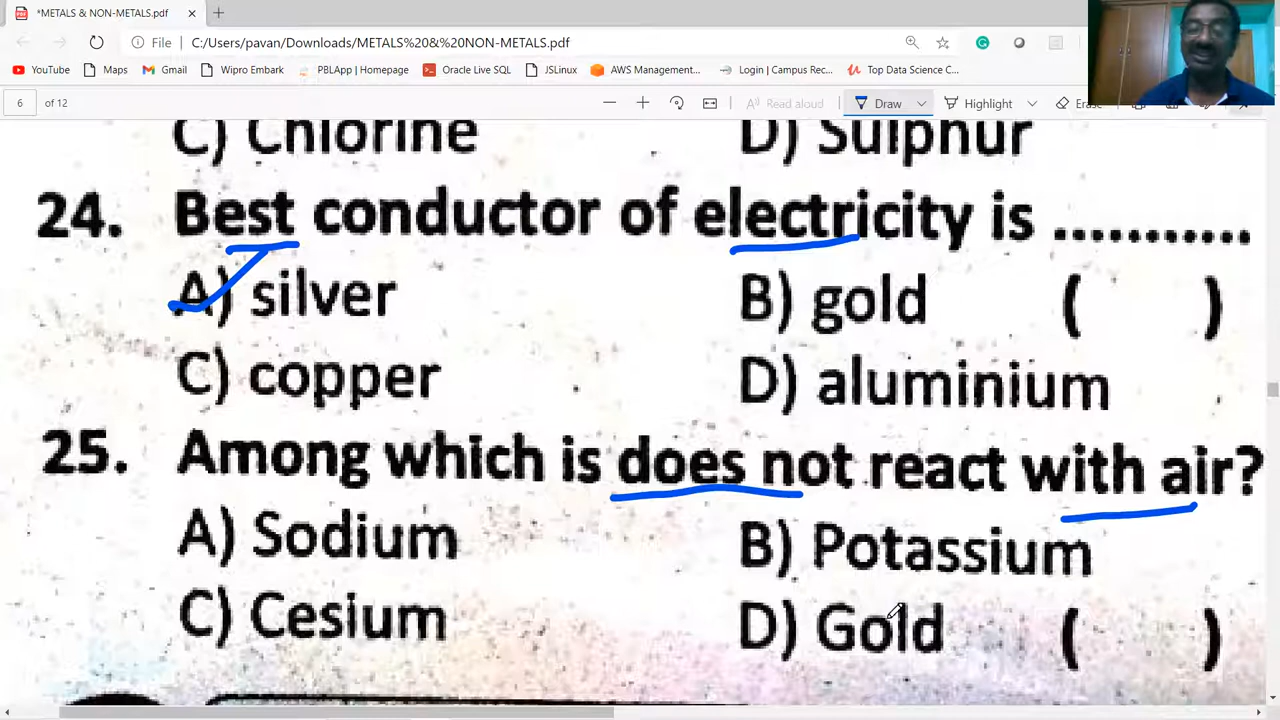 *METALS & NON-METALS.pdf
File C:/Users/pavan/Downloads/METALS%20&%20NON-METALS.pdf
YouTube Maps Gmail Wipro Embark PBLApp | Homepage Oracle Live SQL JSLinux AWS Management... Login | Campus Rec... Top Data Science C...
6 of 12 Read aloud Draw Highlight
C) Chlorine D) Sulphur
24. Best conductor of electricity is ...........
A) silver B) gold ( )
C) copper D) aluminium
25. Among which is does not react with air?
A) Sodium B) Potassium
C) Cesium D) Gold ( )